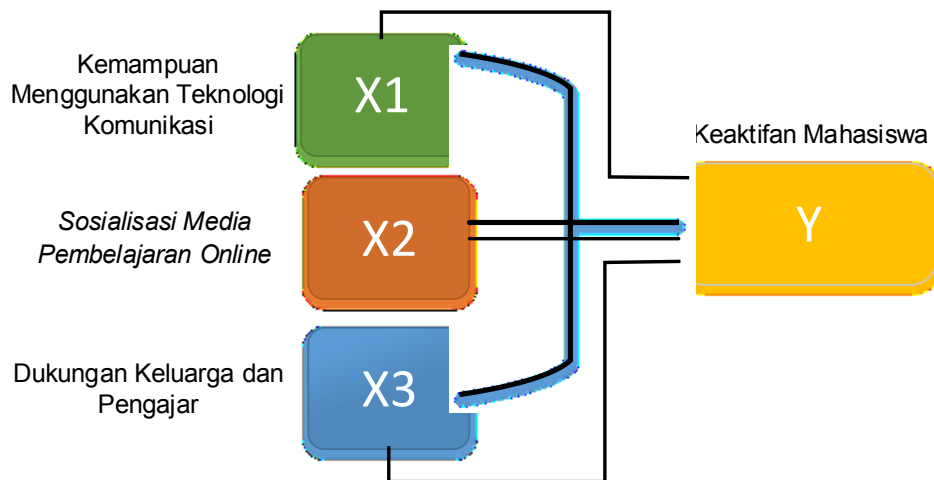 Kemampuan
Menggunakan Teknologi
Komunikasi
X1
Keaktifan Mahasiswa
Sosialisasi Media
Pembelajaran Online
X2
Y
Dukungan Keluarga dan
Pengajar
X3